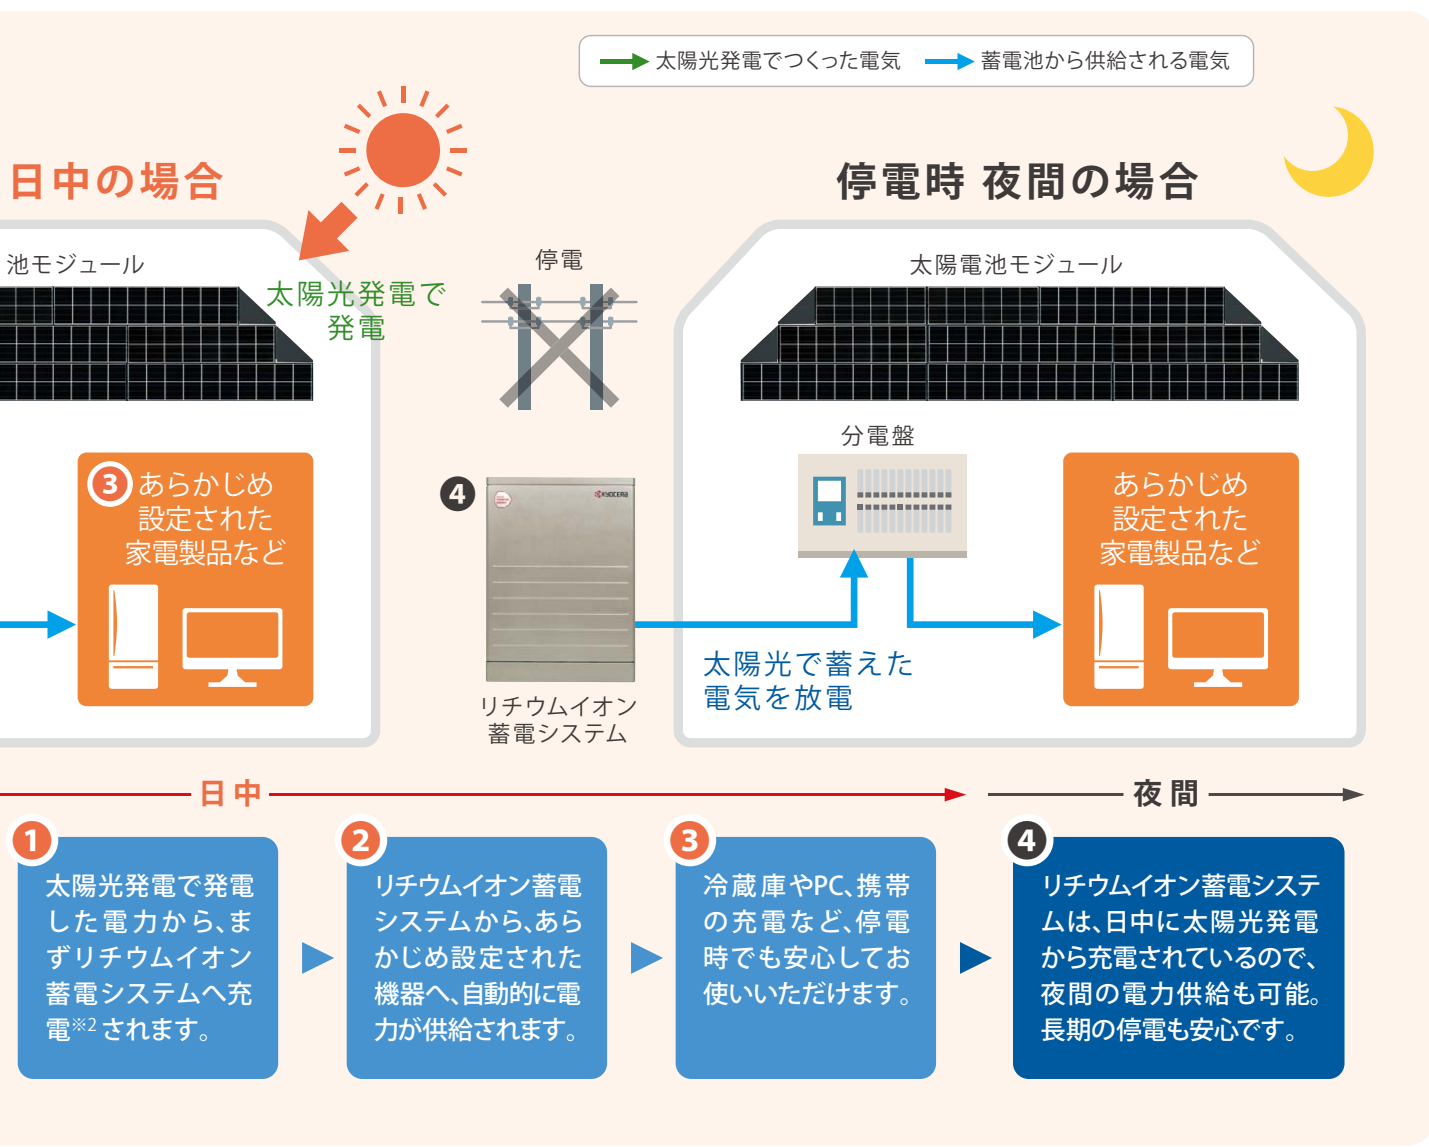 太陽光発電でつくった電気
蓄電池から供給される電気
日中の場合
池モジュール
太陽光発電で
発電
3
あらかじめ
設定された
家電製品など
停電
4
KYOCERA
リチウムイオン
蓄電システム
停電時 夜間の場合
太陽電池モジュール
分電盤
あらかじめ
設定された
家電製品など
太陽光で蓄えた
電気を放電
日中
夜間
1
太陽光発電で発電
した電力から、ま
ずリチウムイオン
蓄電システムへ充
電※2 されます。
2
リチウムイオン蓄電
システムから、あら
かじめ設定された
機器へ、自動的に電
力が供給されます。
3
冷蔵庫やPC、携帯
の充電など、停電
時でも安心してお
使いいただけます。
4
リチウムイオン蓄電システ
ムは、日中に太陽光発電
から充電されているので、
夜間の電力供給も可能。
長期の停電も安心です。